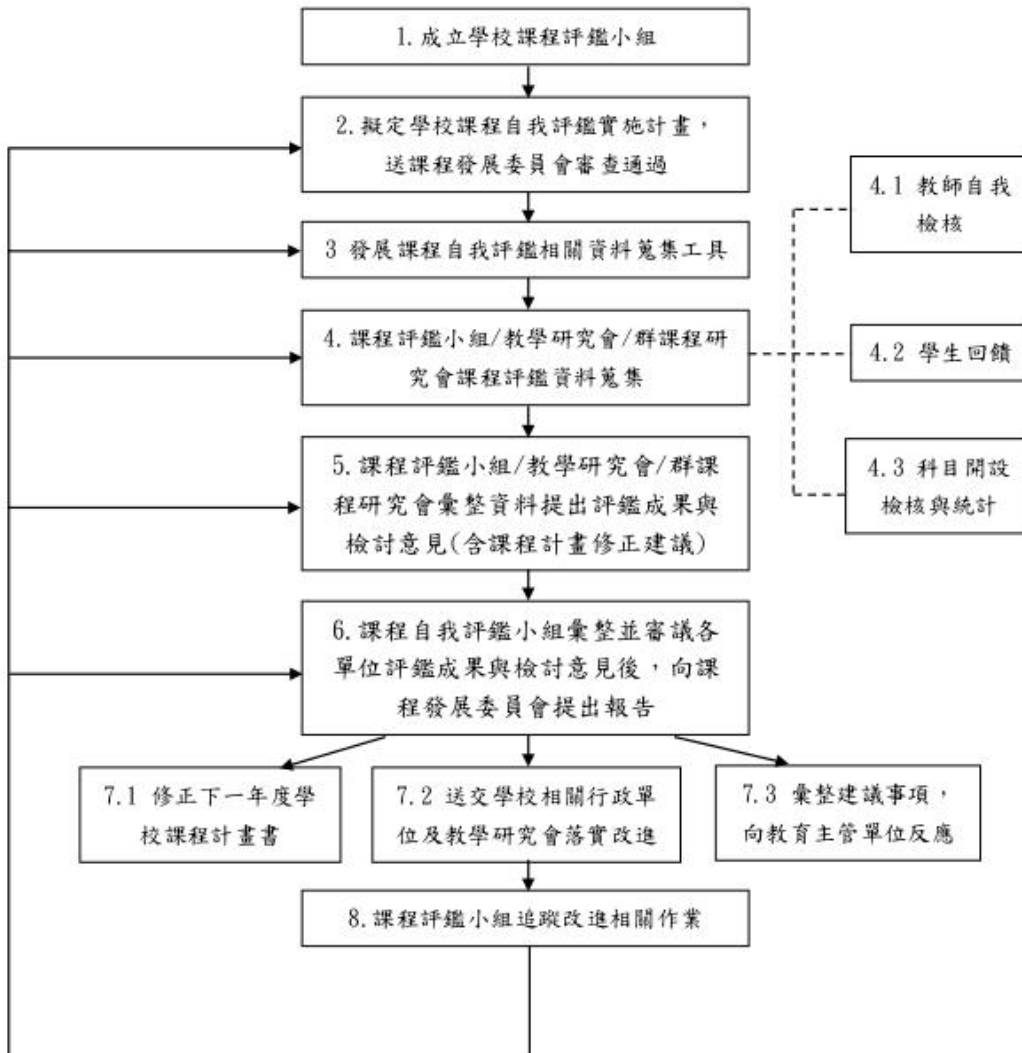 1.成立學校課程評鑑小組
2.擬定學校課程自我評鑑實施計畫，
送課程發展委員會審查通過
3 發展課程自我評鑑相關資料蒐集工具
4.課程評鑑小組/教學研究會/群課程研
究會課程評鑑資料蒐集
4.1 教師自我
檢核
4.2 學生回饋
4.3 科目開設
檢核與統計
5.課程評鑑小組/教學研究會/群課
程研究會彙整資料提出評鑑成果與
檢討意見(含課程計畫修正建議)
6.課程自我評鑑小組彙整並審議各
單位評鑑成果與檢討意見後，向課
程發展委員會提出報告
7.1 修正下一年度學
校課程計畫書
7.2 送交學校相關行政單
位及教學研究會落實改進
7.3 彙整建議事項，
向教育主管單位反應
8.課程評鑑小組追蹤改進相關作業